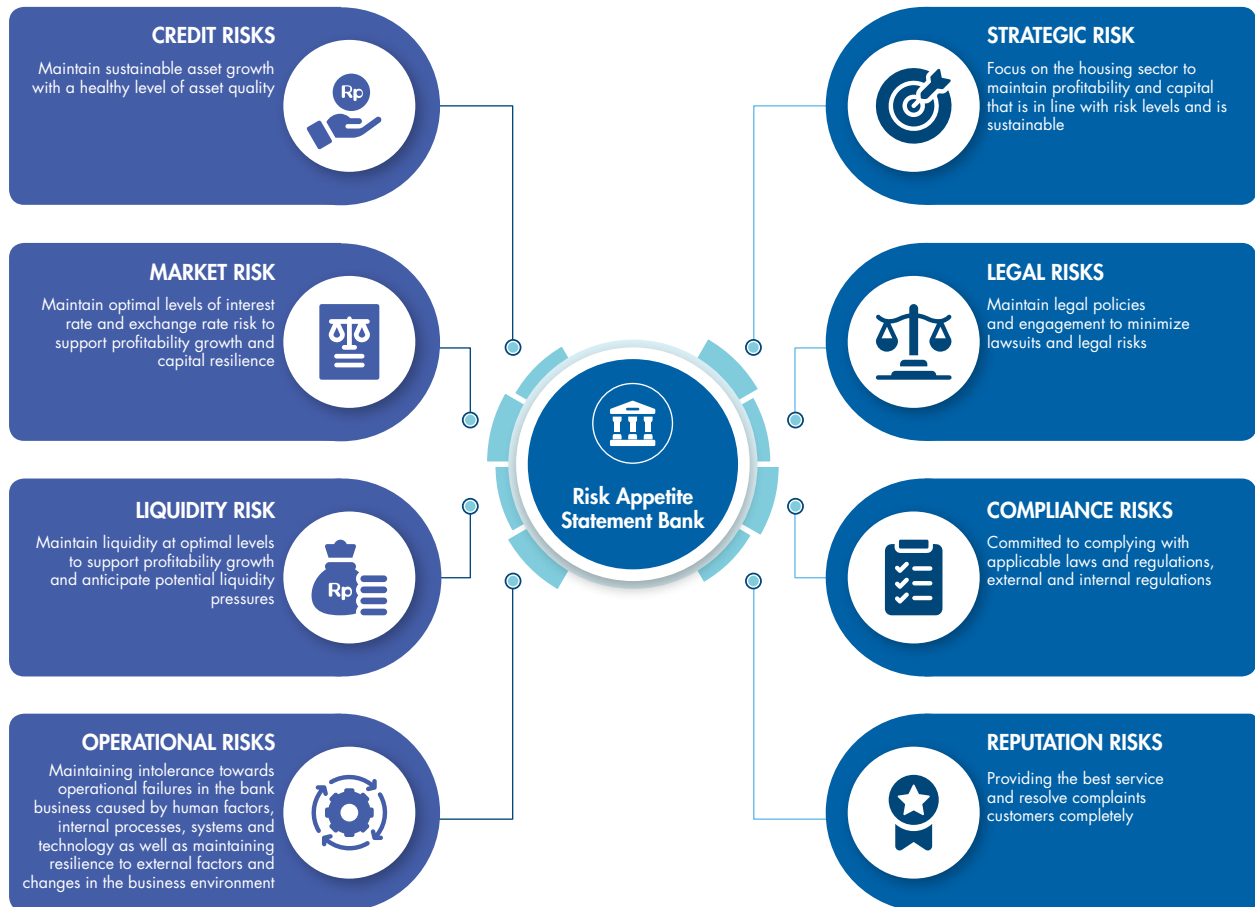 CREDIT RISKS
Maintain sustainable asset growth
with a healthy level of asset quality
Rp
MARKET RISK
Maintain optimal levels of interest
rate and exchange rate risk to
support profitability growth and
capital resilience
LIQUIDITY RISK
Maintain liquidity at optimal levels
to support profitability growth
and anticipate potential liquidity
pressures
Rp
OPERATIONAL RISKS
Maintaining intolerance towards
operational failures in the bank
business caused by human factors,
internal processes, systems and
technology as well as maintaining
resilience to external factors and
changes in the business environment
Risk Appetite
Statement Bank
STRATEGIC RISK
Focus on the housing sector to
maintain profitability and capital
that is in line with risk levels and is
sustainable
LEGAL RISKS
Maintain legal policies
and engagement to minimize
lawsuits and legal risks
COMPLIANCE RISKS
Committed to complying with
applicable laws and regulations,
external and internal regulations
REPUTATION RISKS
Providing the best service
and resolve complaints
customers completely